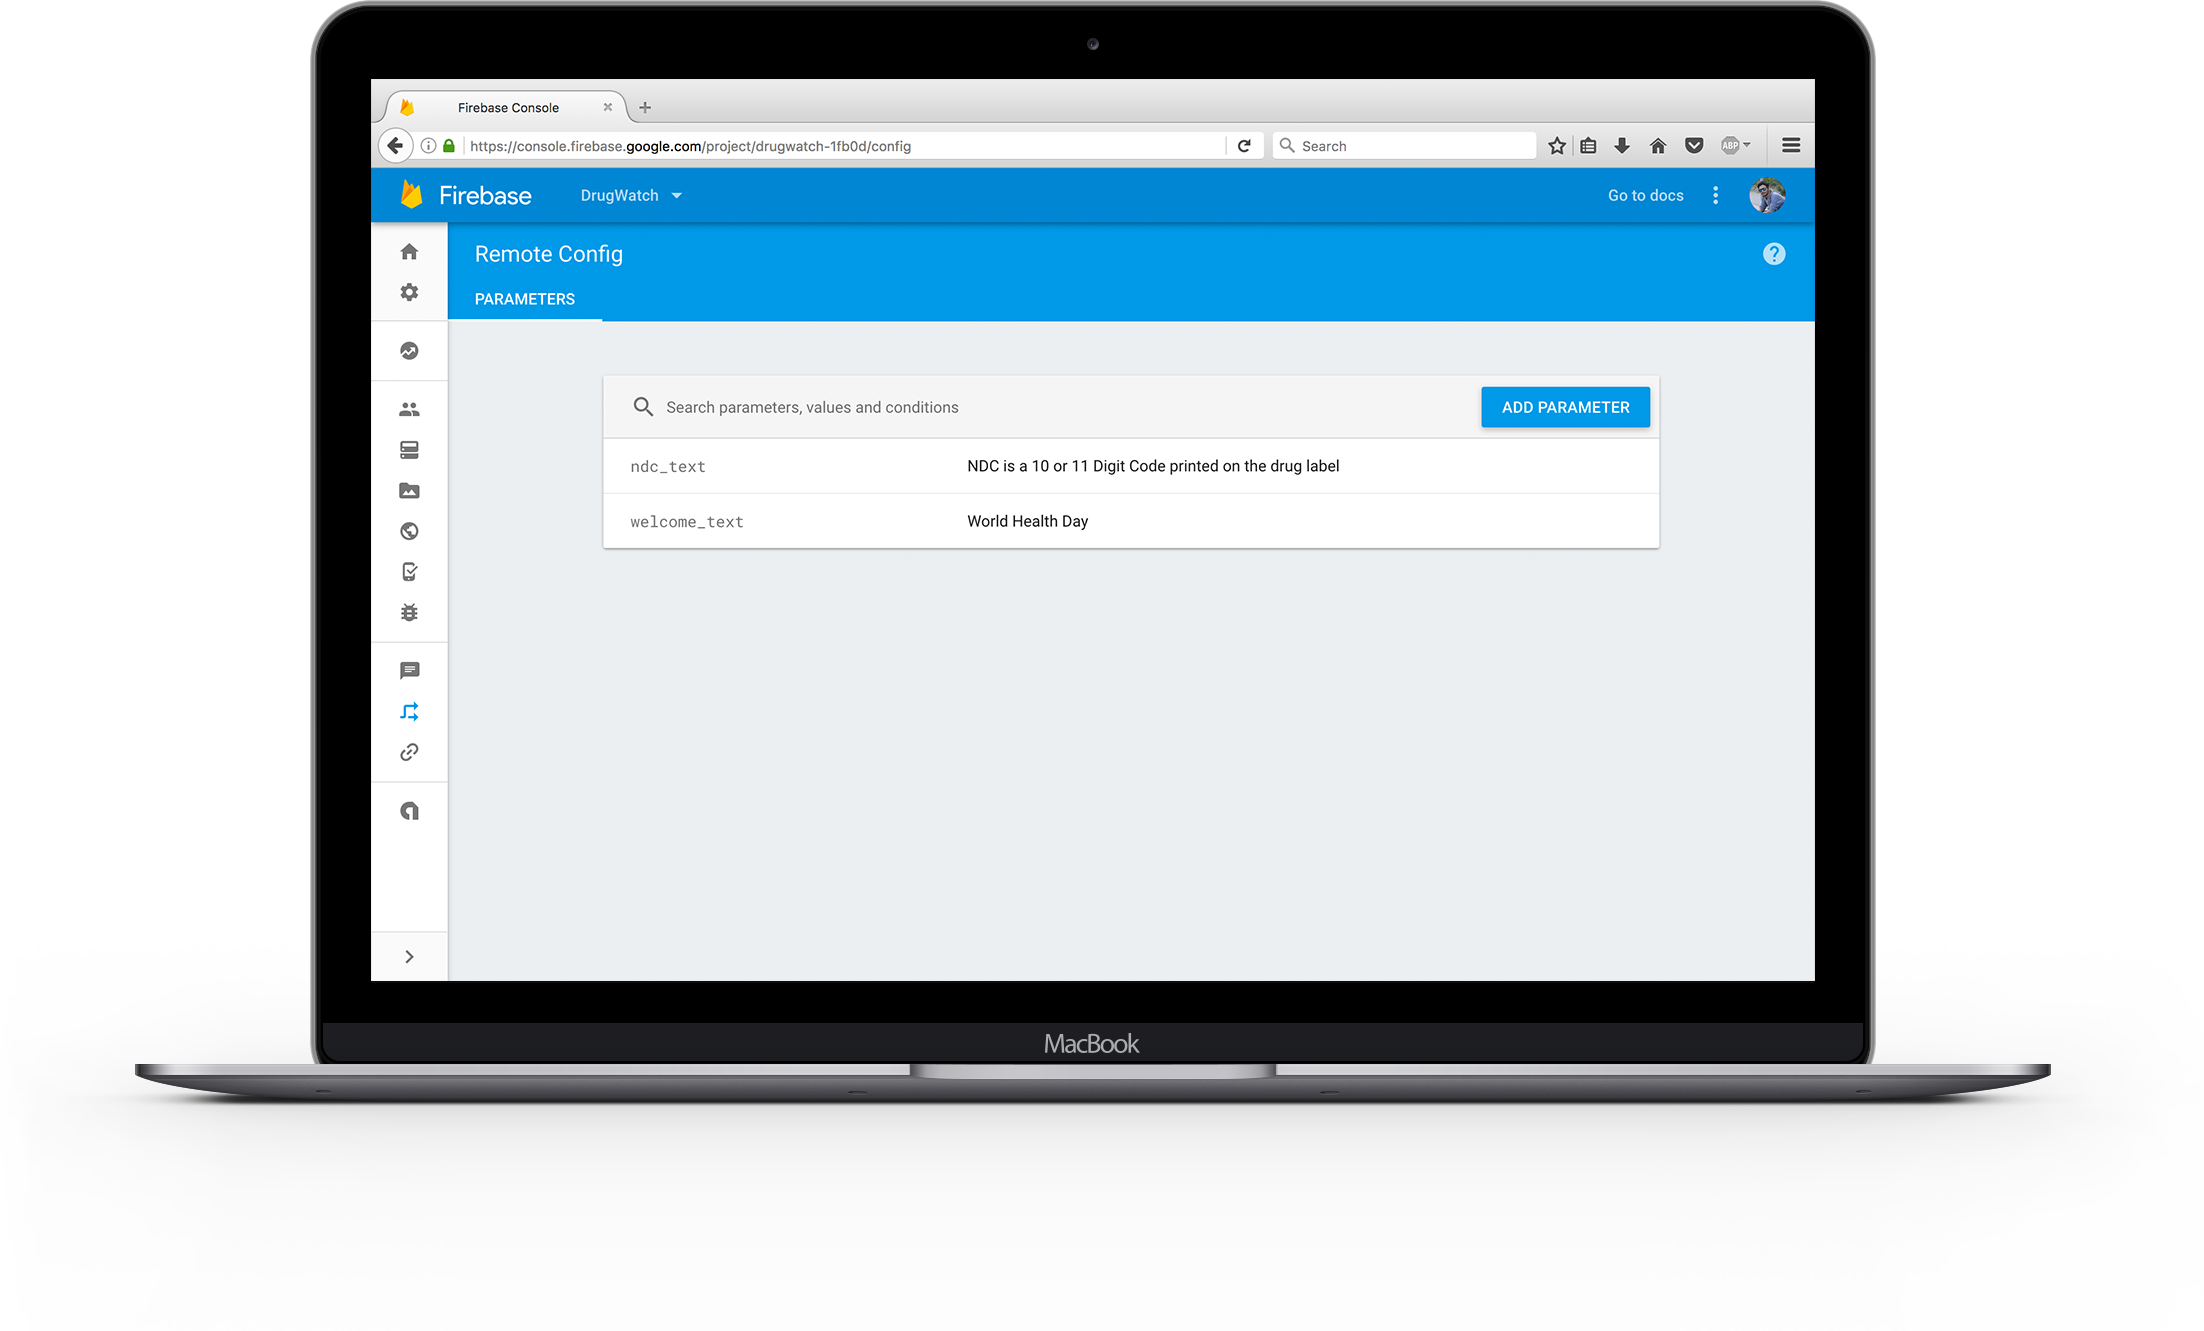 Firebase Console
https://console.firebase.google.com/project/drugwatch-1fb0d/config
Search
ABP
Firebase
DrugWatch
Go to docs
Remote Config
?
PARAMETERS
Search parameters, values and conditions
ADD PARAMETER
ndc_text
NDC is a 10 or 11 Digit Code printed on the drug label
welcome_text
World Health Day
MacBook